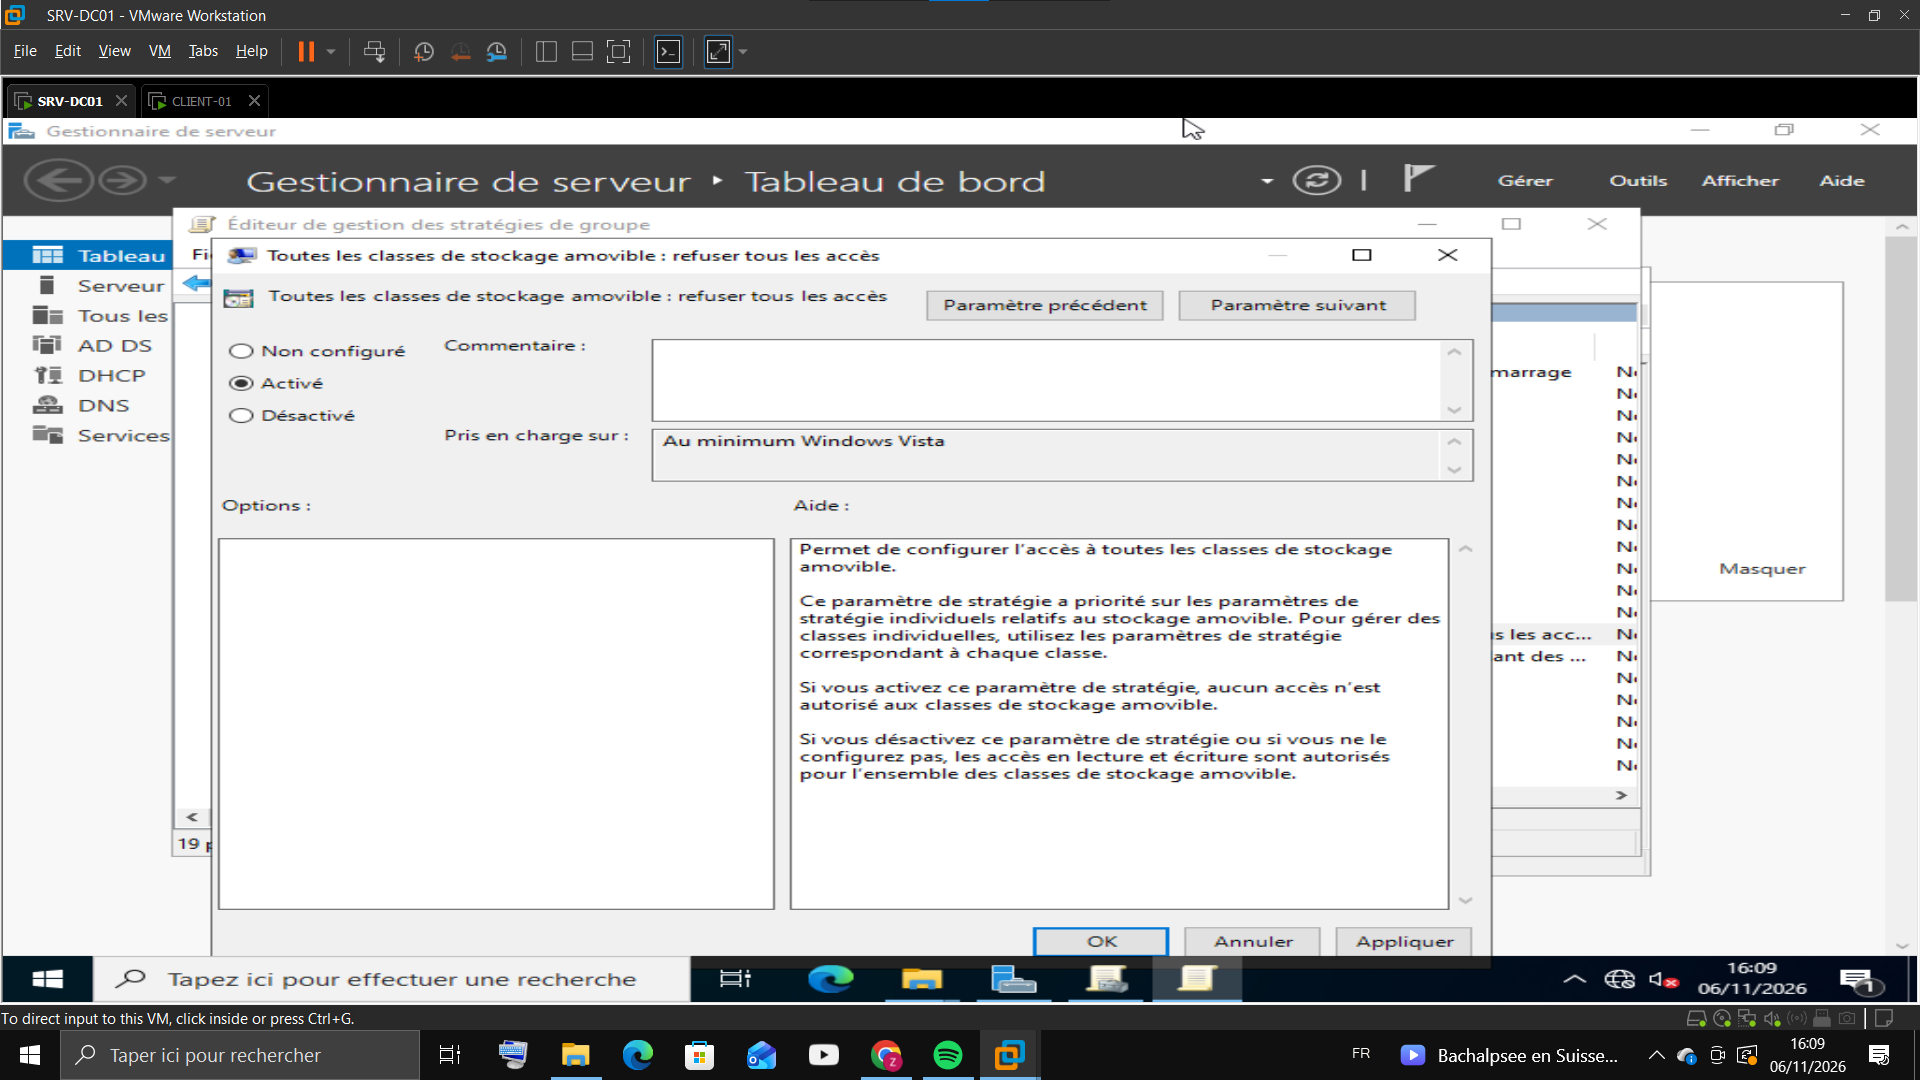 SRV-DC01 - VMware Workstation
File Edit View VM Tabs Help
SRV-DC01 CLIENT-01
Gestionnaire de serveur
Gestionnaire de serveur ‣ Tableau de bord
Gérer Outils Afficher Aide
Éditeur de gestion des stratégies de groupe
Tableau
Serveur
Tous les
AD DS
DHCP
DNS
Services
Toutes les classes de stockage amovible : refuser tous les accès
Toutes les classes de stockage amovible : refuser tous les accès
Paramètre précédent Paramètre suivant
Non configuré
Activé
Désactivé
Commentaire :
Pris en charge sur :
Au minimum Windows Vista
Options :
Aide :
Permet de configurer l'accès à toutes les classes de stockage
amovible.
Ce paramètre de stratégie a priorité sur les paramètres de
stratégie individuels relatifs au stockage amovible. Pour gérer des
classes individuelles, utilisez les paramètres de stratégie
correspondant à chaque classe.
Si vous activez ce paramètre de stratégie, aucun accès n'est
autorisé aux classes de stockage amovible.
Si vous désactivez ce paramètre de stratégie ou si vous ne le
configurez pas, les accès en lecture et écriture sont autorisés
pour l'ensemble des classes de stockage amovible.
marrage
s les acc...
ant des ...
Masquer
19
OK Annuler Appliquer
Tapez ici pour effectuer une recherche
16:09
06/11/2026
1
To direct input to this VM, click inside or press Ctrl+G.
Taper ici pour rechercher
FR
Bachalpsee en Suisse...
16:09
06/11/2026